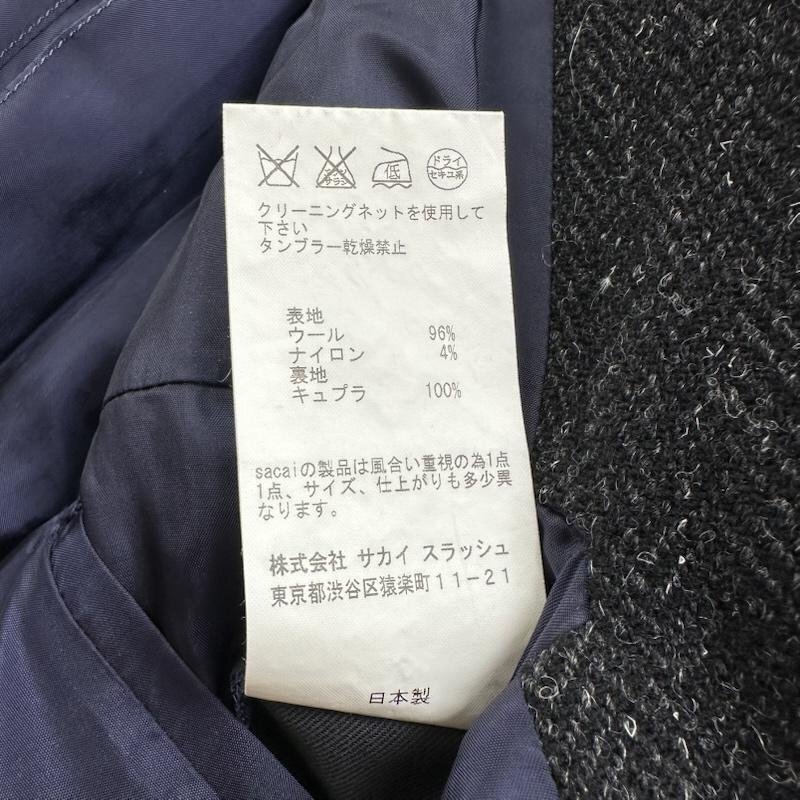 エンソ サラシ 低 ドライ セキユ系
クリーニングネットを使用して
下さい
タンブラー乾燥禁止
表地
ウール 96%
ナイロン 4%
裏地
キュプラ 100%
sacaiの製品は風合い重視の為1点
1点、サイズ、仕上がりも多少異
なります。
株式会社 サカイ スラッシュ
東京都渋谷区猿楽町11-21
日本製